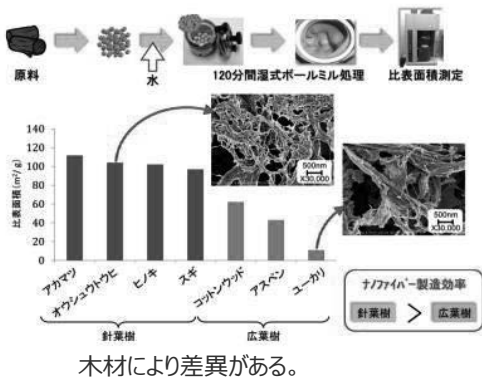 原料
水
120分間湿式ボールミル処理
比表面積測定
500nm
X30,000
500nm
X30,000
比表面積(m²/g)
140
120
100
80
60
40
20
0
アカマツ
オウシュウトウヒ
ヒノキ
スギ
コットンウッド
アスペン
ユーカリ
針葉樹
広葉樹
ナノファイバー製造効率
針葉樹 > 広葉樹
木材により差異がある。